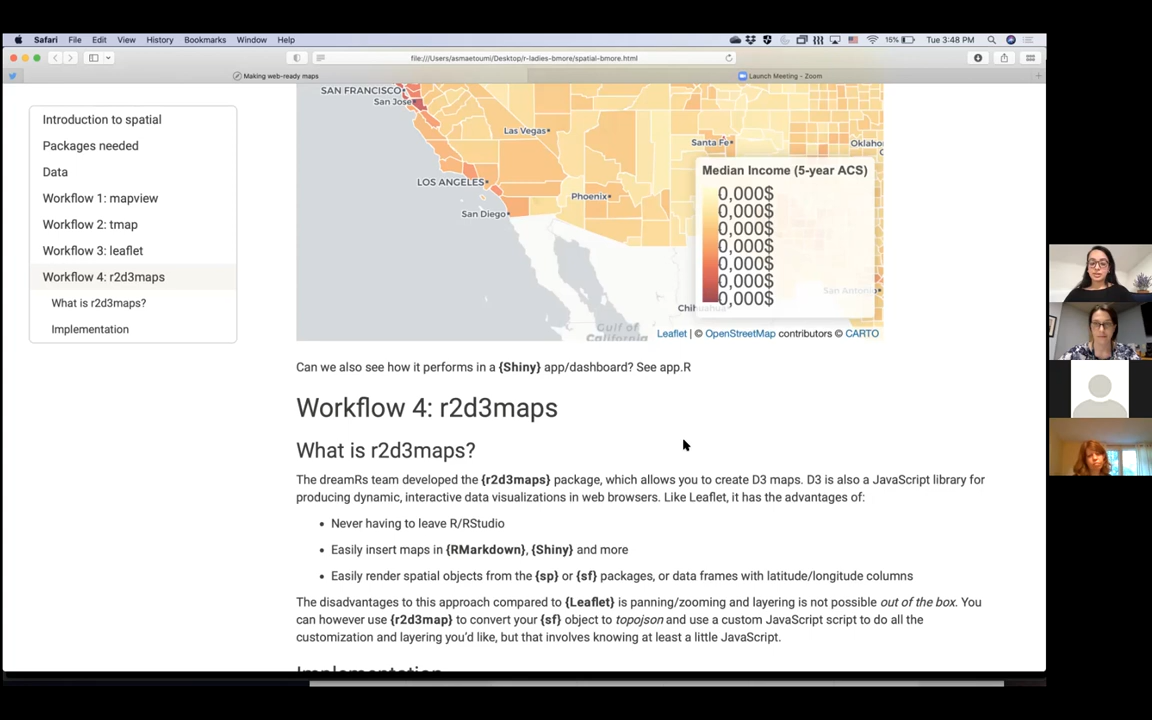 Safari File Edit View History Bookmarks Window Help 15% Tue 3:48 PM
file:///Users/asmaetoumi/Desktop/r-ladies-bmore/spatial-bmore.html
Making web-ready maps Launch Meeting - Zoom
Introduction to spatial
Packages needed
Data
Workflow 1: mapview
Workflow 2: tmap
Workflow 3: leaflet
Workflow 4: r2d3maps
What is r2d3maps?
Implementation
SAN FRANCISCO
San Jose
Las Vegas
Santa Fe
Oklaho
LOS ANGELES
Phoenix
San Diego
Median Income (5-year ACS)
0,000$
0,000$
0,000$
0,000$
0,000$
0,000$
0,000$
San Antonio
Chihuahua
Gulf of
California
Leaflet | © OpenStreetMap contributors © CARTO
Can we also see how it performs in a {Shiny} app/dashboard? See app.R
Workflow 4: r2d3maps
What is r2d3maps?
The dreamRs team developed the {r2d3maps} package, which allows you to create D3 maps. D3 is also a JavaScript library for
producing dynamic, interactive data visualizations in web browsers. Like Leaflet, it has the advantages of:
• Never having to leave R/RStudio
• Easily insert maps in {RMarkdown}, {Shiny} and more
• Easily render spatial objects from the {sp} or {sf} packages, or data frames with latitude/longitude columns
The disadvantages to this approach compared to {Leaflet} is panning/zooming and layering is not possible out of the box. You
can however use {r2d3map} to convert your {sf} object to topojson and use a custom JavaScript script to do all the
customization and layering you'd like, but that involves knowing at least a little JavaScript.
Implementation